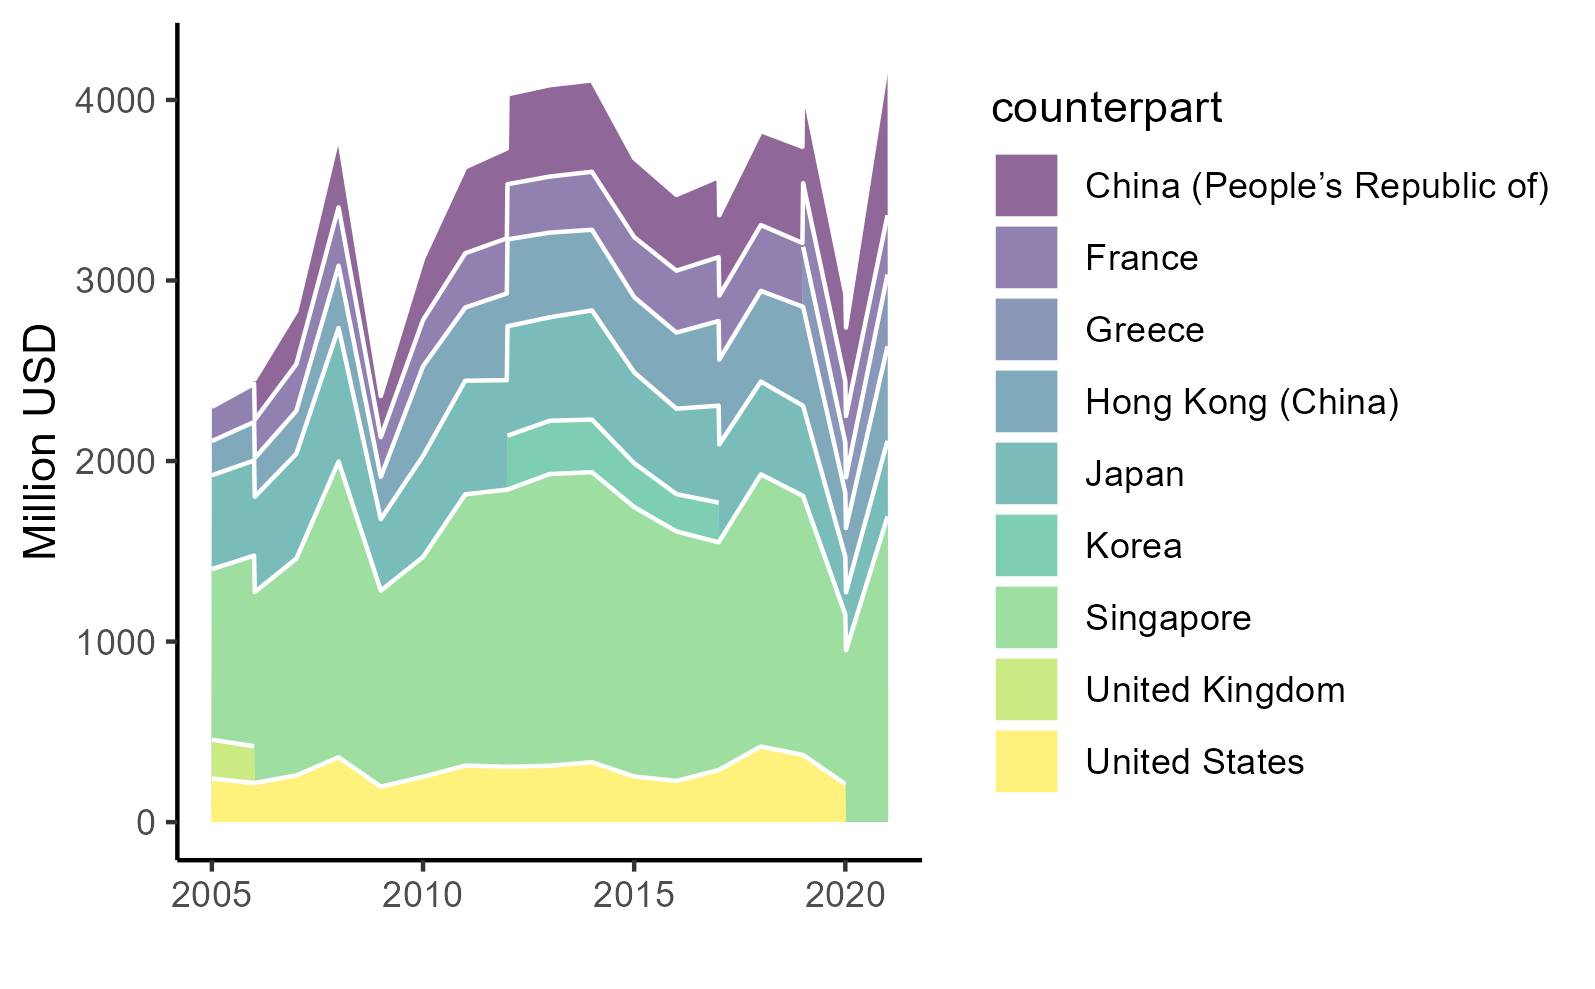 Million USD
4000
3000
2000
1000
0
2005 2010 2015 2020
counterpart
China (People’s Republic of)
France
Greece
Hong Kong (China)
Japan
Korea
Singapore
United Kingdom
United States